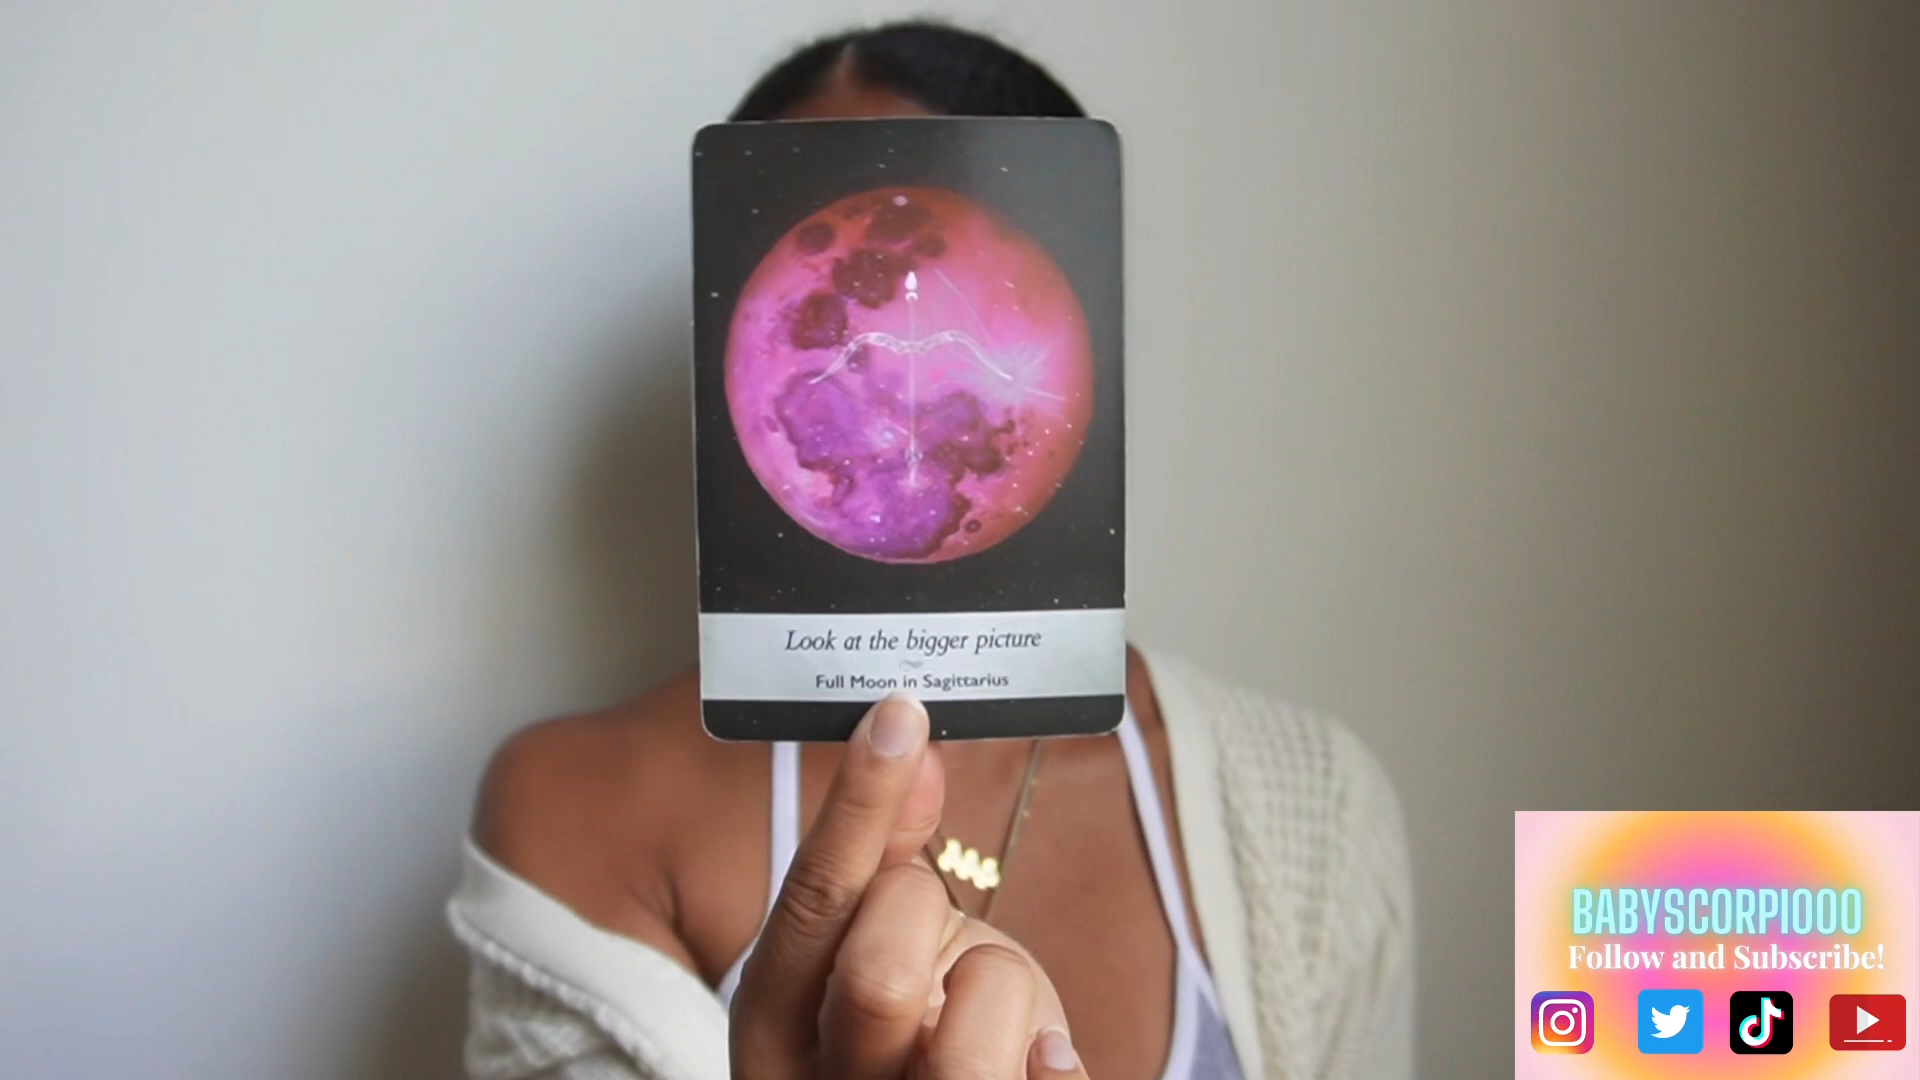 Look at the bigger picture
Full Moon in Sagittarius
BABYSCORPIOOO
Follow and Subscribe!